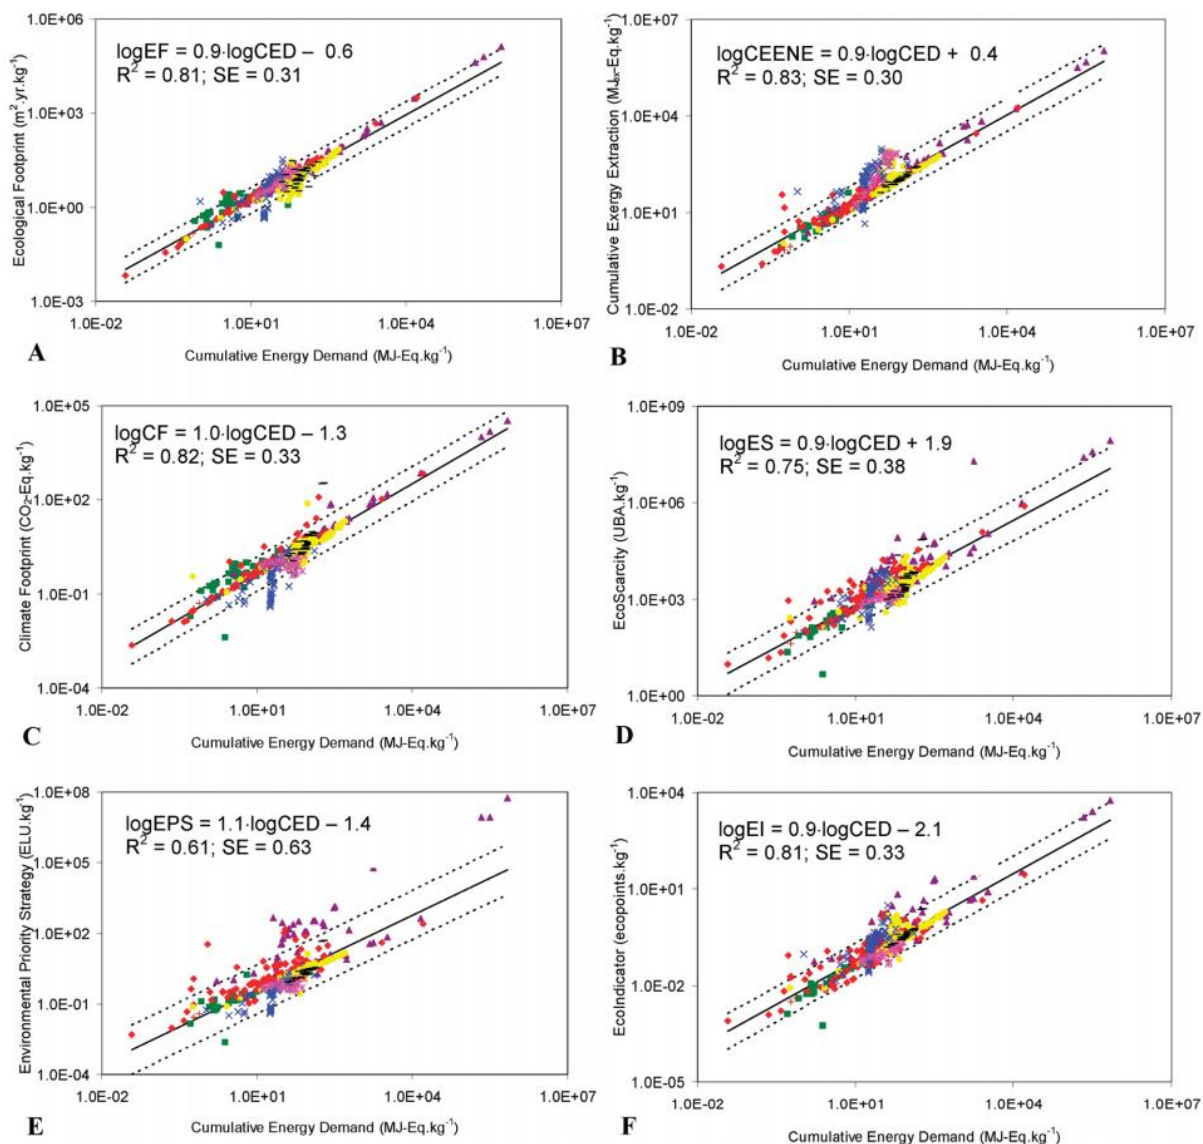 1.0E+06
logEF = 0.9·logCED − 0.6
R² = 0.81; SE = 0.31
1.0E+03
1.0E+00
1.0E-03
1.0E-02 1.0E+01 1.0E+04 1.0E+07
Ecological Footprint (m².yr.kg⁻¹)
A
Cumulative Energy Demand (MJ-Eq.kg⁻¹)
1.0E+07
logCEENE = 0.9·logCED + 0.4
R² = 0.83; SE = 0.30
1.0E+04
1.0E+01
1.0E-02
1.0E-02 1.0E+01 1.0E+04 1.0E+07
Cumulative Exergy Extraction (MJₑₓ-Eq.kg⁻¹)
B
Cumulative Energy Demand (MJ-Eq.kg⁻¹)
1.0E+05
logCF = 1.0·logCED − 1.3
R² = 0.82; SE = 0.33
1.0E+02
1.0E-01
1.0E-04
1.0E-02 1.0E+01 1.0E+04 1.0E+07
Climate Footprint (CO₂-Eq.kg⁻¹)
C
Cumulative Energy Demand (MJ-Eq.kg⁻¹)
1.0E+09
logES = 0.9·logCED + 1.9
R² = 0.75; SE = 0.38
1.0E+06
1.0E+03
1.0E+00
1.0E-02 1.0E+01 1.0E+04 1.0E+07
EcoScarcity (UBA.kg⁻¹)
D
Cumulative Energy Demand (MJ-Eq.kg⁻¹)
1.0E+08
logEPS = 1.1·logCED − 1.4
R² = 0.61; SE = 0.63
1.0E+05
1.0E+02
1.0E-01
1.0E-04
1.0E-02 1.0E+01 1.0E+04 1.0E+07
Environmental Priority Strategy (ELU.kg⁻¹)
E
Cumulative Energy Demand (MJ-Eq.kg⁻¹)
1.0E+04
logEI = 0.9·logCED − 2.1
R² = 0.81; SE = 0.33
1.0E+01
1.0E-02
1.0E-05
1.0E-02 1.0E+01 1.0E+04 1.0E+07
EcoIndicator (ecopoints.kg⁻¹)
F
Cumulative Energy Demand (MJ-Eq.kg⁻¹)